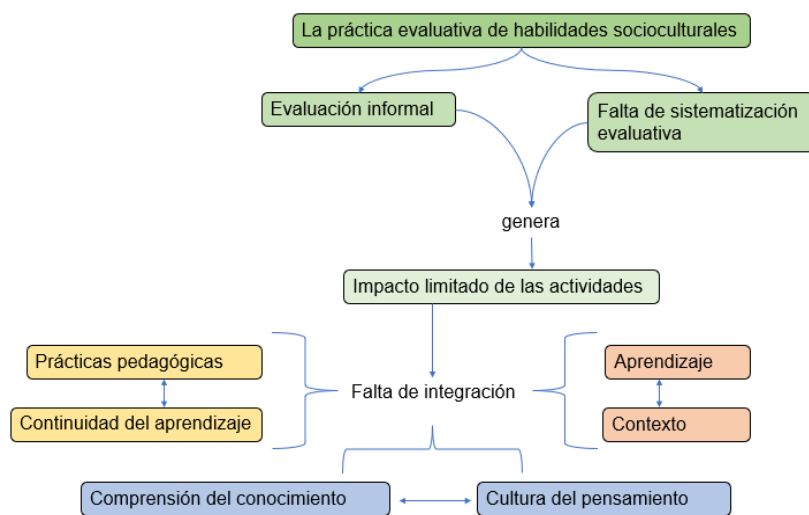 La práctica evaluativa de habilidades socioculturales
Evaluación informal
Falta de sistematización
evaluativa
genera
Impacto limitado de las actividades
Prácticas pedagógicas
Aprendizaje
Falta de integración
Continuidad del aprendizaje
Contexto
Comprensión del conocimiento
Cultura del pensamiento